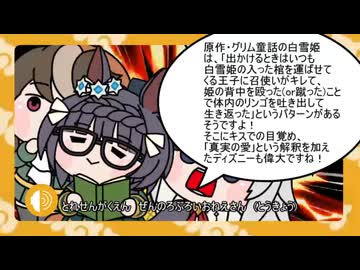 原作・グリム童話の白雪姫
は、「出かけるときはいつも
白雪姫の入った棺を運ばせて
くる王子に召使いがキレて、
姫の背中を殴った(or蹴った)こと
で体内のリンゴを吐き出して
生き返った」というパターンがある
そうですよ！
そこにキスでの目覚め、
「真実の愛」という解釈を加え
たディズニーも偉大ですね！
とれせんがくえん　ぜんのろぶろいおねえさん　(とうきょう)